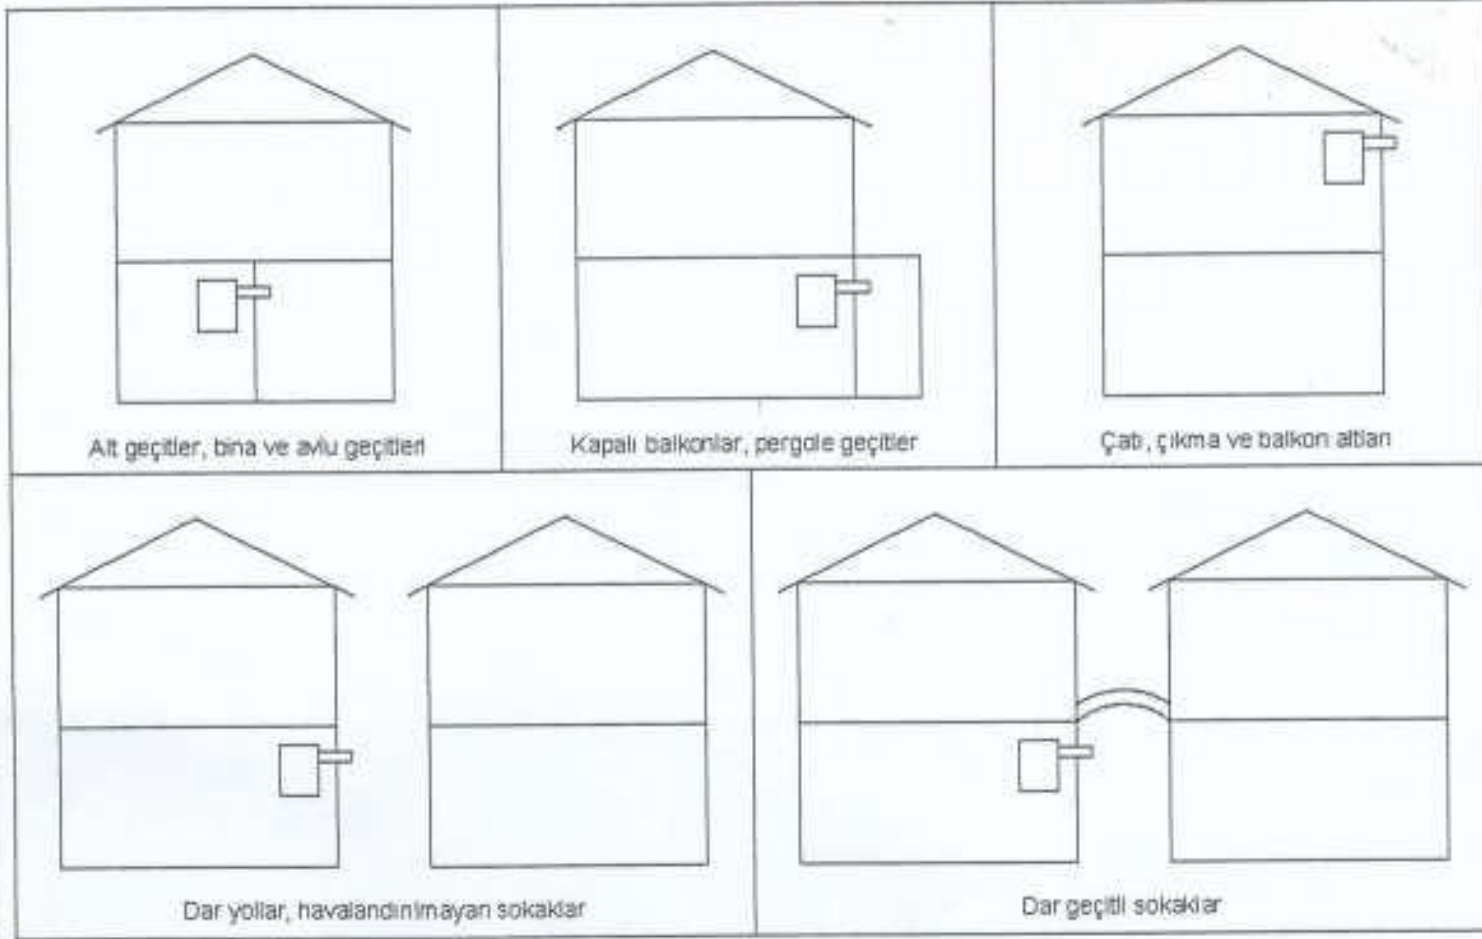 Alt geçitler, bina ve avlu geçitleri
Kapalı balkonlar, pergole geçitler
Çatı, çıkma ve balkon altları
Dar yollar, havalandırılmayan sokaklar
Dar geçitli sokaklar